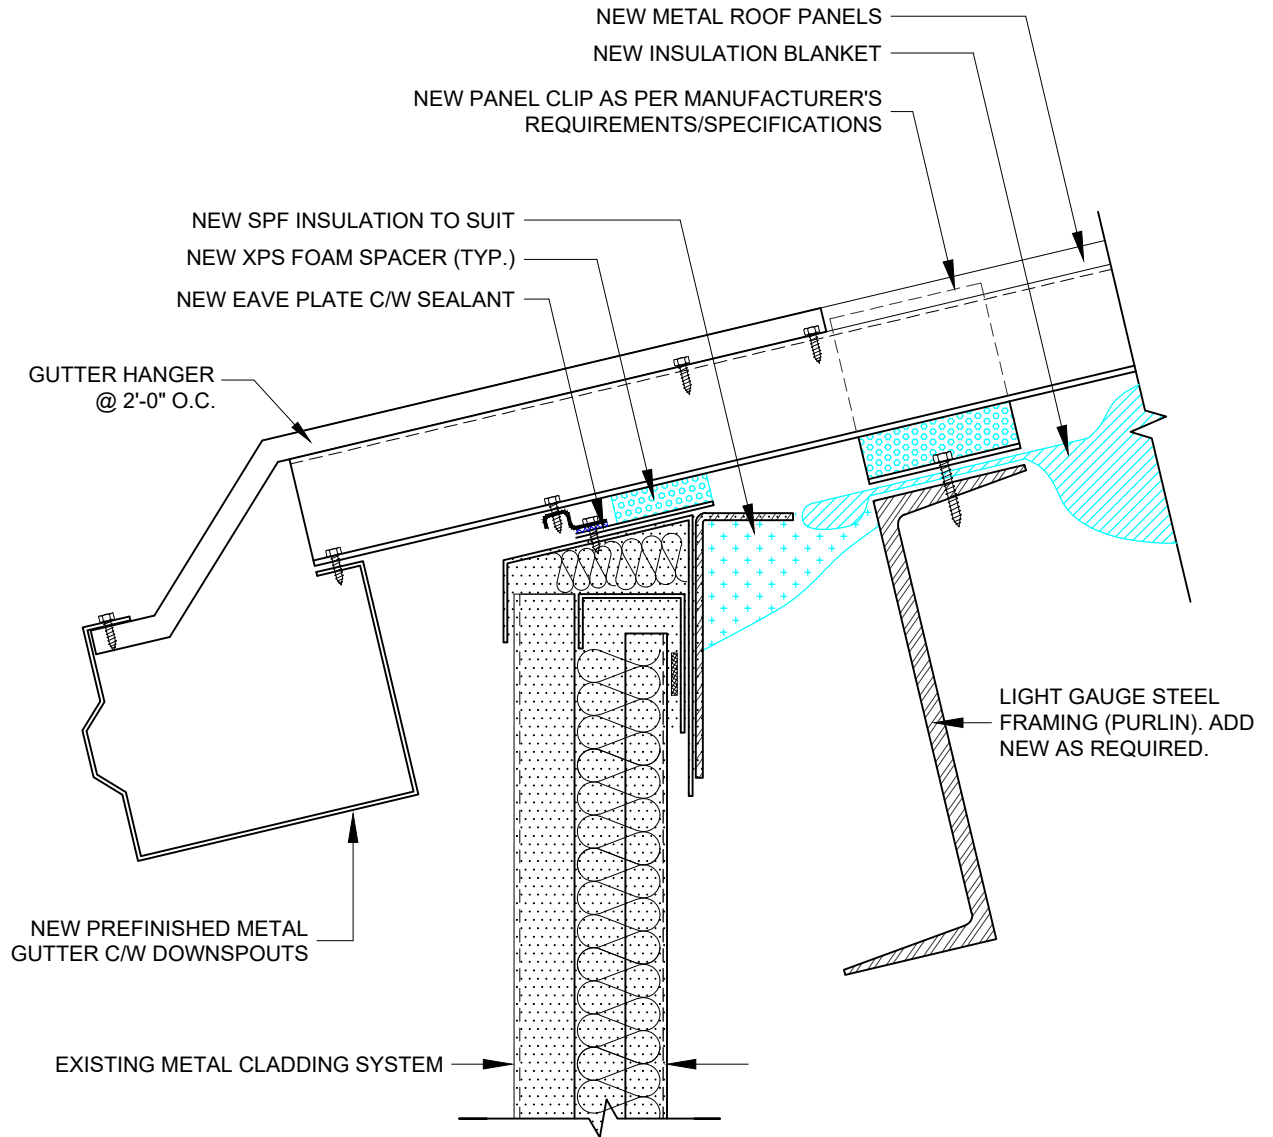 NEW METAL ROOF PANELS
NEW INSULATION BLANKET
NEW PANEL CLIP AS PER MANUFACTURER'S
REQUIREMENTS/SPECIFICATIONS
NEW SPF INSULATION TO SUIT
NEW XPS FOAM SPACER (TYP.)
NEW EAVE PLATE C/W SEALANT
GUTTER HANGER
@ 2'-0" O.C.
LIGHT GAUGE STEEL
FRAMING (PURLIN). ADD
NEW AS REQUIRED.
NEW PREFINISHED METAL
GUTTER C/W DOWNSPOUTS
EXISTING METAL CLADDING SYSTEM